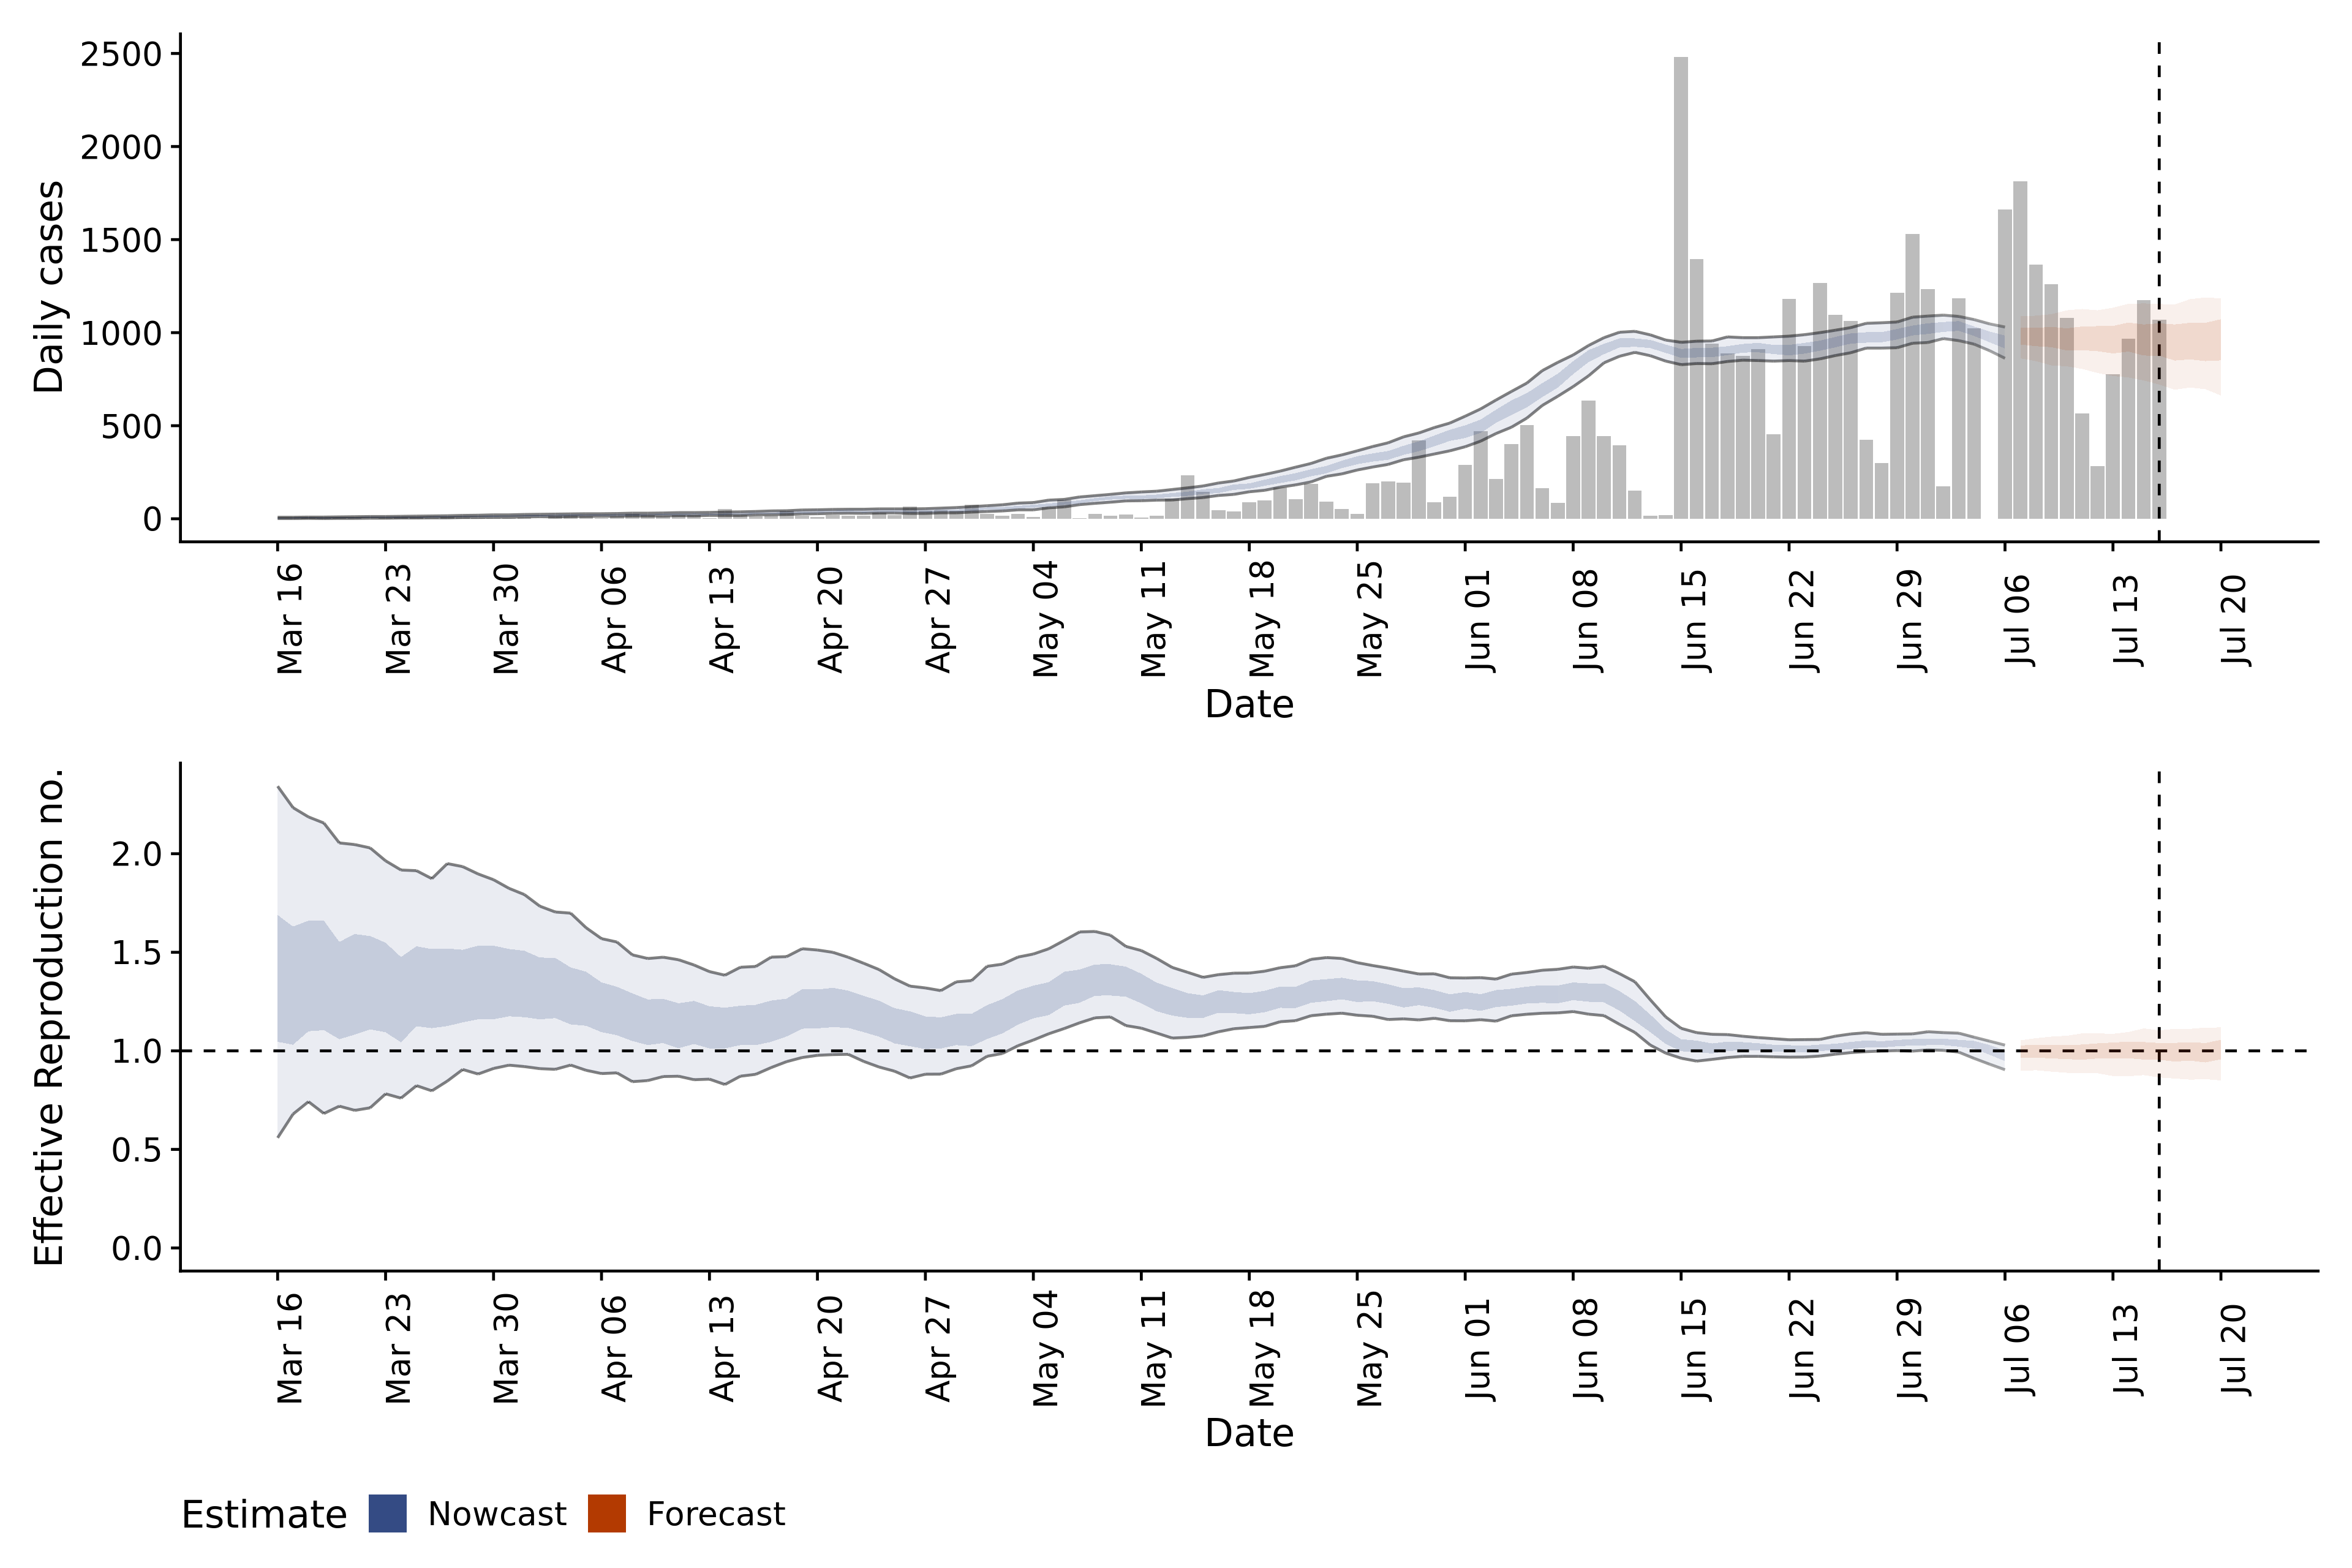 Daily cases
2500
2000
1500
1000
500
0
Mar 16
Mar 23
Mar 30
Apr 06
Apr 13
Apr 20
Apr 27
May 04
May 11
May 18
May 25
Jun 01
Jun 08
Jun 15
Jun 22
Jun 29
Jul 06
Jul 13
Jul 20
Date
Effective Reproduction no.
2.0
1.5
1.0
0.5
0.0
Mar 16
Mar 23
Mar 30
Apr 06
Apr 13
Apr 20
Apr 27
May 04
May 11
May 18
May 25
Jun 01
Jun 08
Jun 15
Jun 22
Jun 29
Jul 06
Jul 13
Jul 20
Date
Estimate Nowcast Forecast